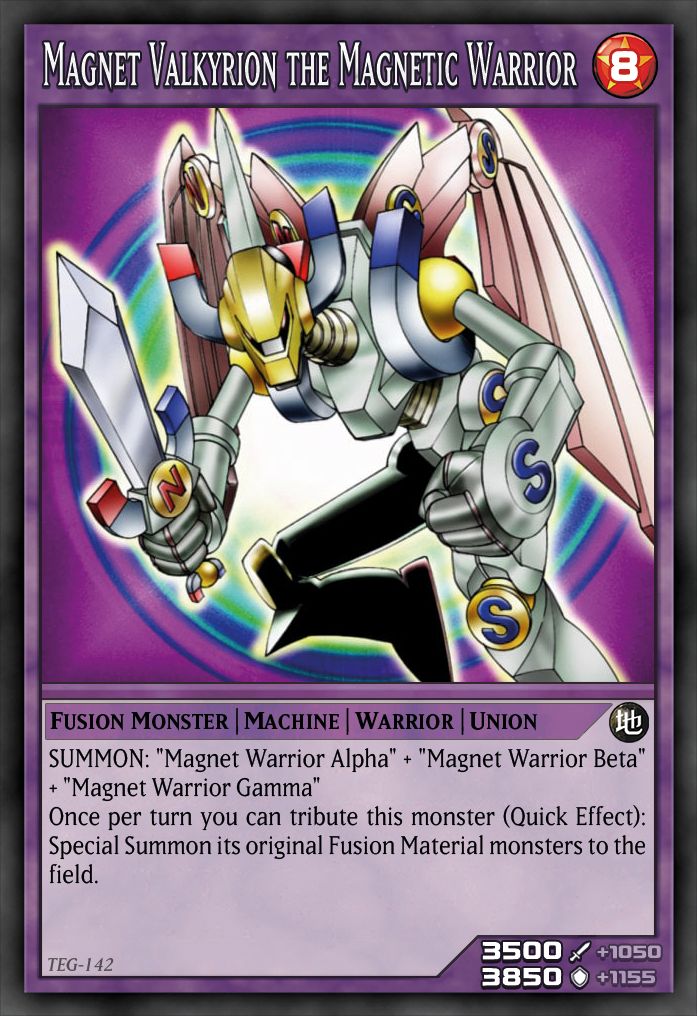 Magnet Valkyrion the Magnetic Warrior
8
N
S
N
S
S
Fusion Monster | Machine | Warrior | Union
地
SUMMON: "Magnet Warrior Alpha" + "Magnet Warrior Beta"
+ "Magnet Warrior Gamma"
Once per turn you can tribute this monster (Quick Effect):
Special Summon its original Fusion Material monsters to the
field.
3500 +1050
TEG-142
3850 +1155